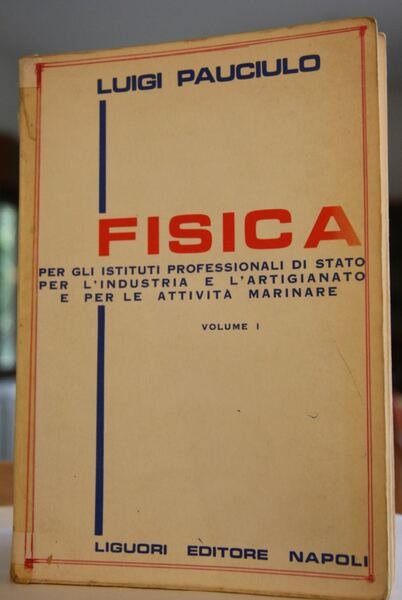 LUIGI PAUCIULO
FISICA
PER GLI ISTITUTI PROFESSIONALI DI STATO
PER L'INDUSTRIA E L'ARTIGIANATO
E PER LE ATTIVITÀ MARINARE
VOLUME I
LIGUORI EDITORE NAPOLI